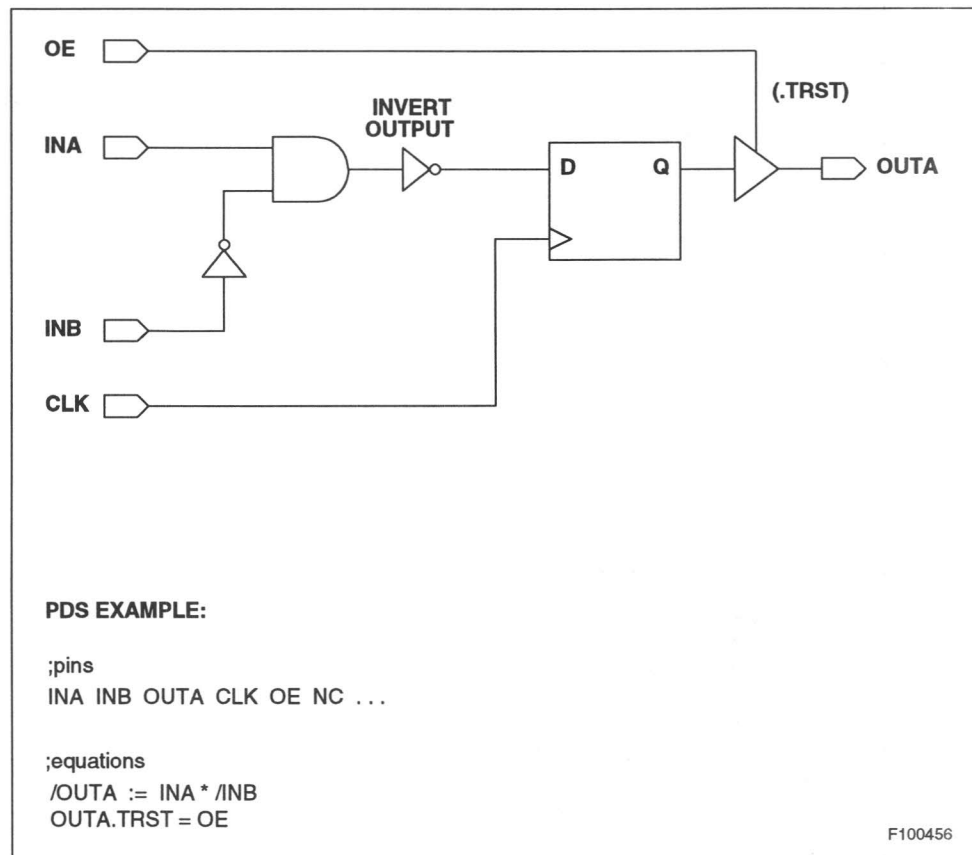 OE
(.TRST)
INVERT
OUTPUT
INA
D
Q
OUTA
INB
CLK
PDS EXAMPLE:
;pins
INA INB OUTA CLK OE NC . . .
;equations
/OUTA := INA * /INB
OUTA.TRST = OE
F100456